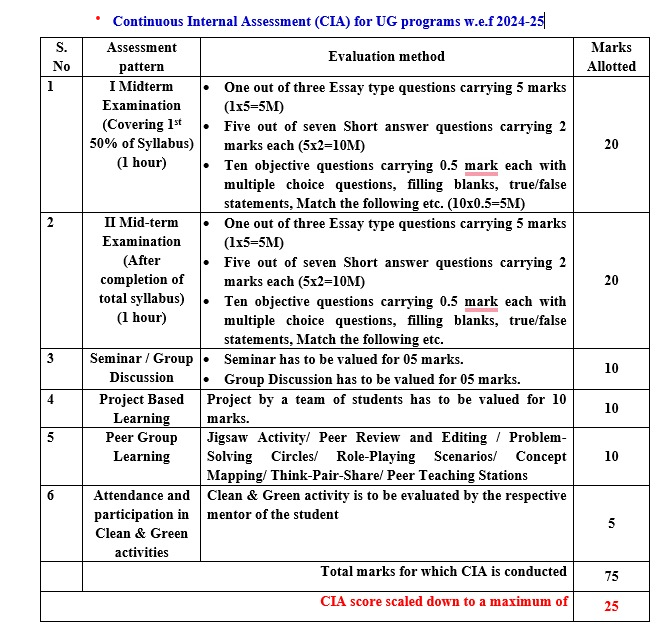 Continuous Internal Assessment (CIA) for UG programs w.e.f 2024-25
S. No
Assessment pattern
Evaluation method
Marks Allotted
1
I Midterm
Examination
(Covering 1st
50% of Syllabus)
(1 hour)
• One out of three Essay type questions carrying 5 marks
(1x5=5M)
• Five out of seven Short answer questions carrying 2
marks each (5x2=10M)
• Ten objective questions carrying 0.5 mark each with
multiple choice questions, filling blanks, true/false
statements, Match the following etc. (10x0.5=5M)
20
2
II Mid-term
Examination
(After
completion of
total syllabus)
(1 hour)
• One out of three Essay type questions carrying 5 marks
(1x5=5M)
• Five out of seven Short answer questions carrying 2
marks each (5x2=10M)
• Ten objective questions carrying 0.5 mark each with
multiple choice questions, filling blanks, true/false
statements, Match the following etc.
20
3
Seminar / Group
Discussion
• Seminar has to be valued for 05 marks.
• Group Discussion has to be valued for 05 marks.
10
4
Project Based
Learning
Project by a team of students has to be valued for 10
marks.
10
5
Peer Group
Learning
Jigsaw Activity/ Peer Review and Editing / Problem-
Solving Circles/ Role-Playing Scenarios/ Concept
Mapping/ Think-Pair-Share/ Peer Teaching Stations
10
6
Attendance and
participation in
Clean & Green
activities
Clean & Green activity is to be evaluated by the respective
mentor of the student
5
Total marks for which CIA is conducted
75
CIA score scaled down to a maximum of
25